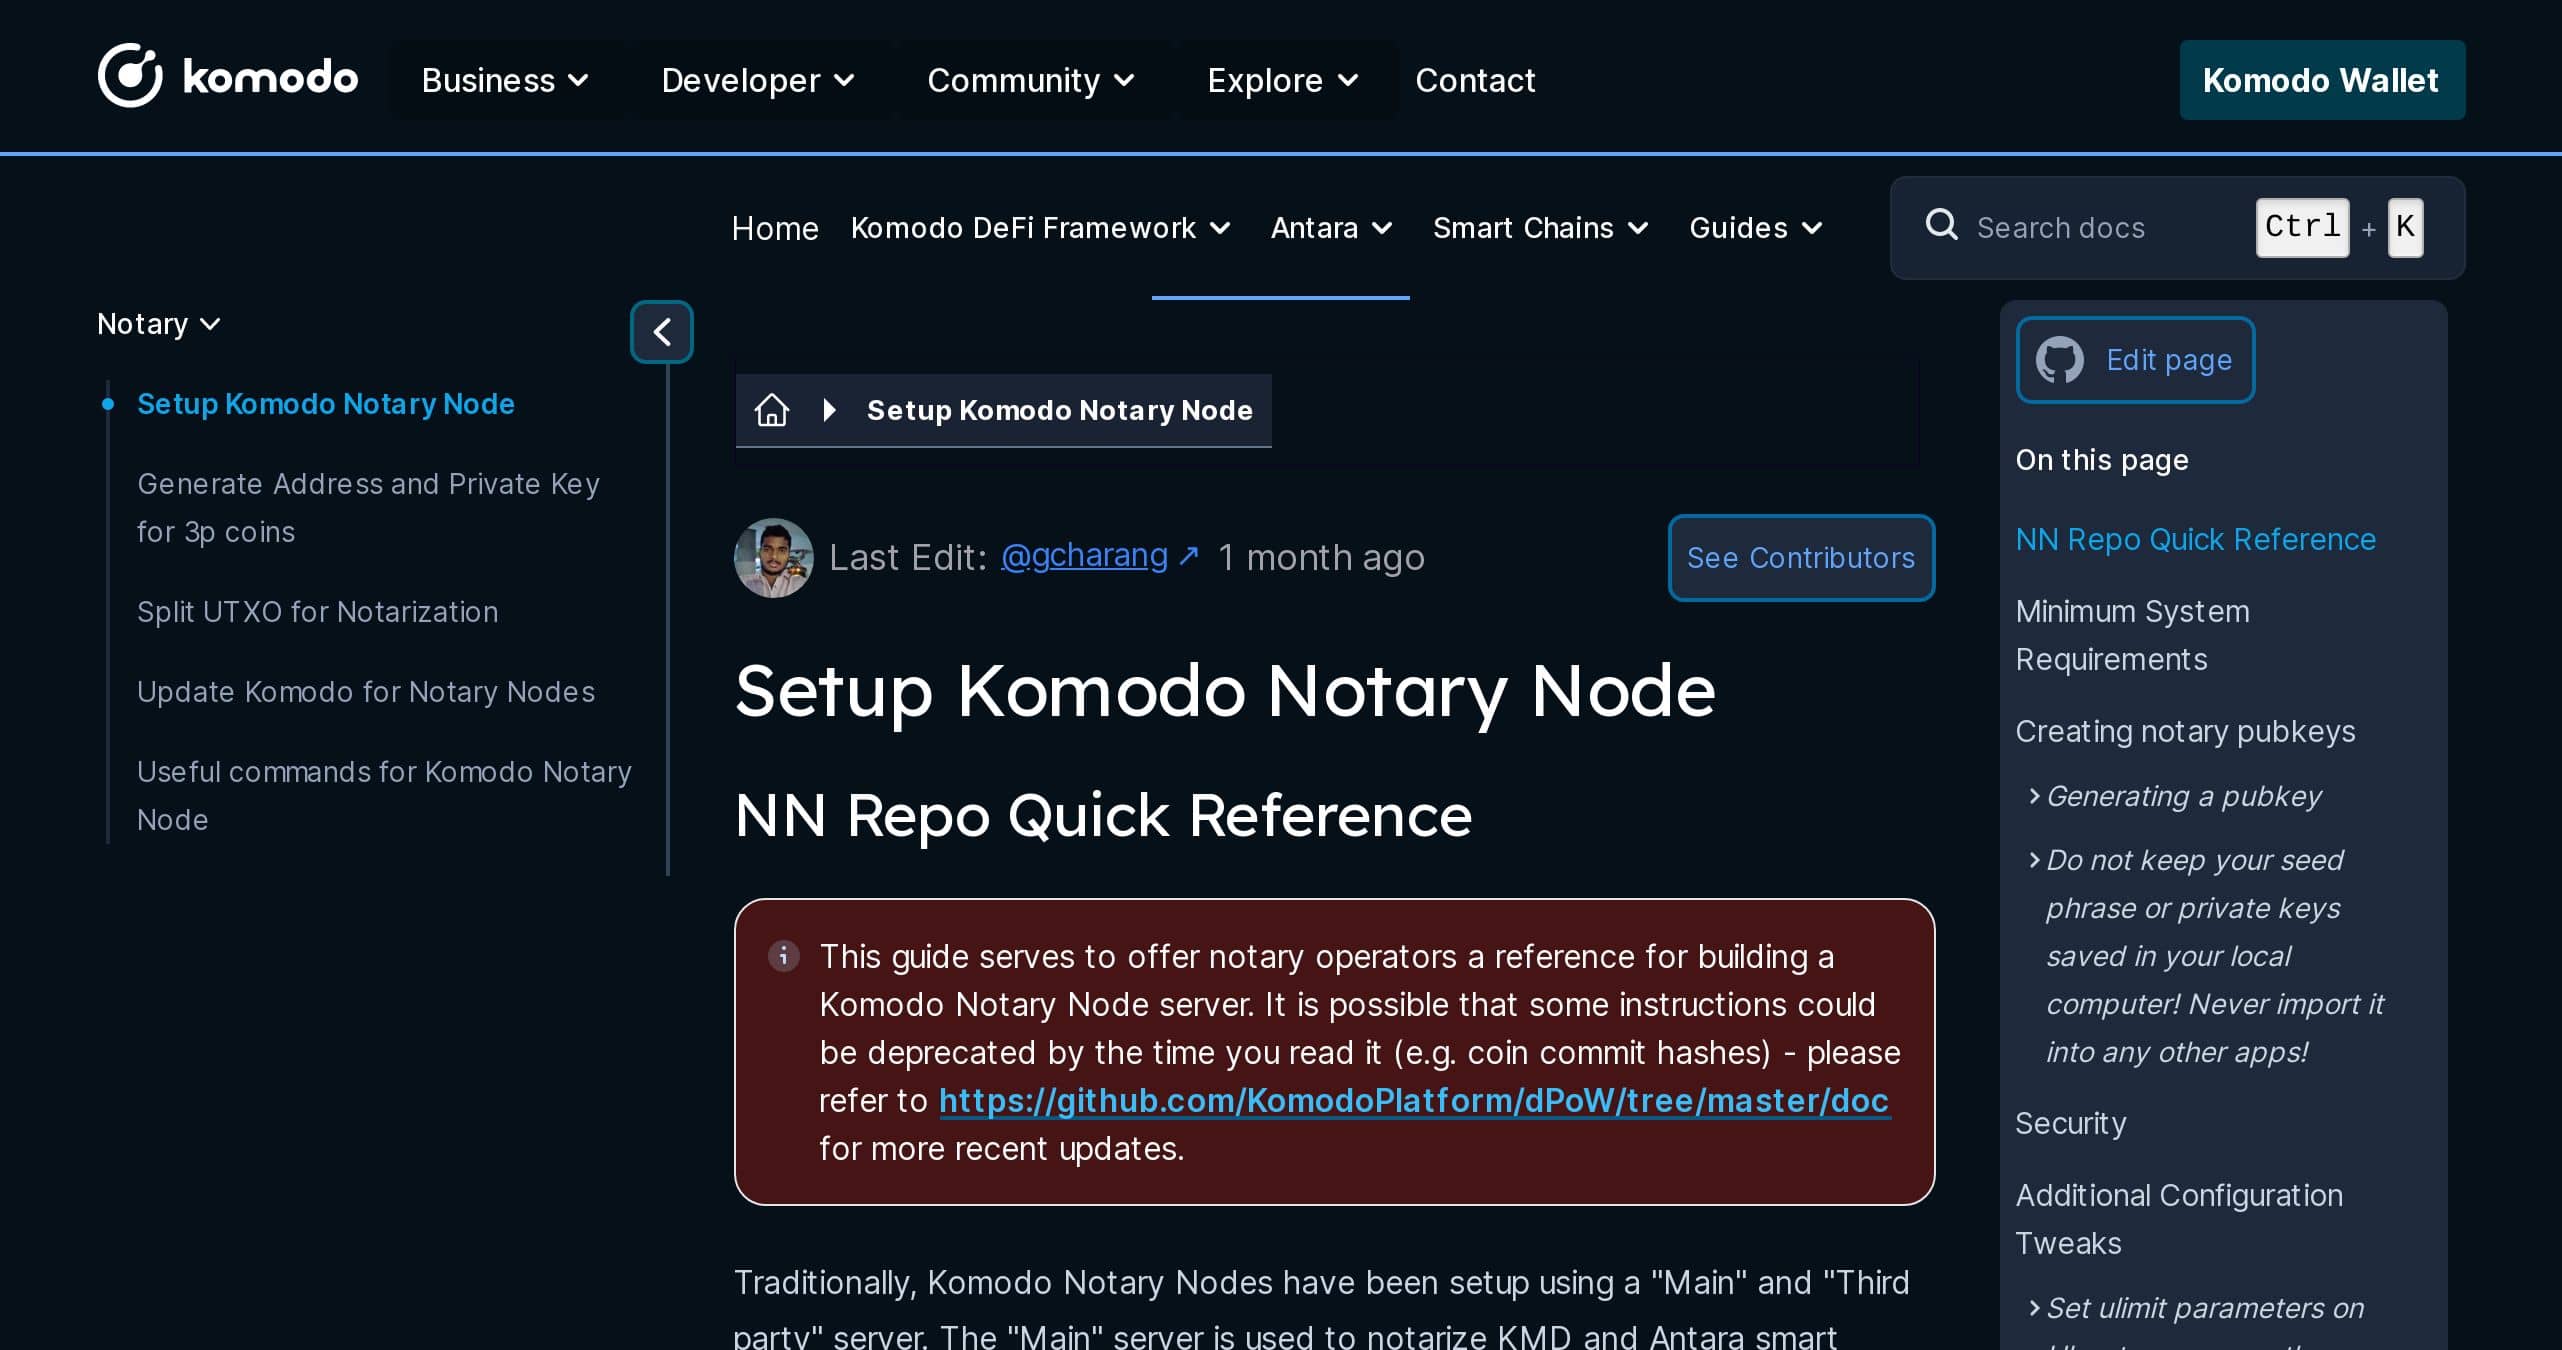 komodo
Business
Developer
Community
Explore
Contact
Komodo Wallet
Home
Komodo DeFi Framework
Antara
Smart Chains
Guides
Search docs
Ctrl + K
Notary
Setup Komodo Notary Node
Generate Address and Private Key
for 3p coins
Split UTXO for Notarization
Update Komodo for Notary Nodes
Useful commands for Komodo Notary
Node
Setup Komodo Notary Node
Last Edit: @gcharang ↗ 1 month ago
See Contributors
Setup Komodo Notary Node
NN Repo Quick Reference
This guide serves to offer notary operators a reference for building a
Komodo Notary Node server. It is possible that some instructions could
be deprecated by the time you read it (e.g. coin commit hashes) - please
refer to https://github.com/KomodoPlatform/dPoW/tree/master/doc
for more recent updates.
Traditionally, Komodo Notary Nodes have been setup using a "Main" and "Third
party" server. The "Main" server is used to notarize KMD and Antara smart
Edit page
On this page
NN Repo Quick Reference
Minimum System
Requirements
Creating notary pubkeys
Generating a pubkey
Do not keep your seed
phrase or private keys
saved in your local
computer! Never import it
into any other apps!
Security
Additional Configuration
Tweaks
Set ulimit parameters on